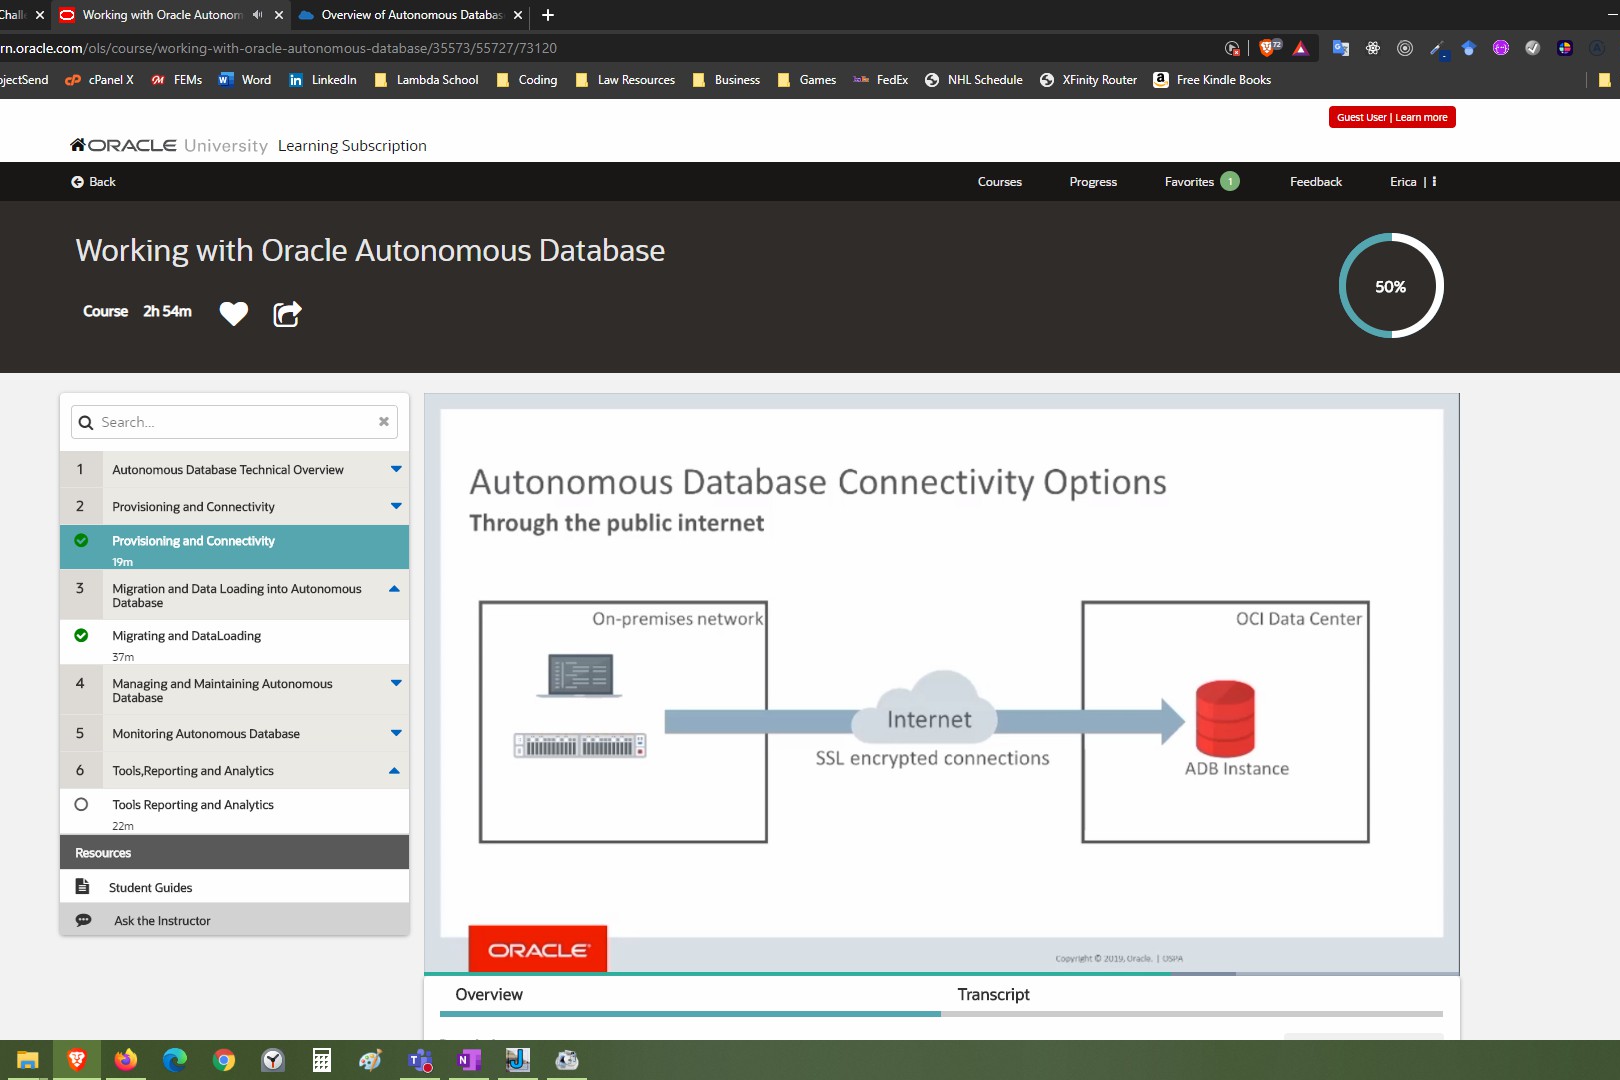 Chall
Working with Oracle Autonom
Overview of Autonomous Databas
rn.oracle.com/ols/course/working-with-oracle-autonomous-database/35573/55727/73120
72
ojectSend
cPanel X
FEMs
Word
LinkedIn
Lambda School
Coding
Law Resources
Business
Games
FedEx
NHL Schedule
XFinity Router
Free Kindle Books
Guest User | Learn more
ORACLE University Learning Subscription
Back
Courses
Progress
Favorites 1
Feedback
Erica |
Working with Oracle Autonomous Database
Course 2h 54m
50%
Search...
1 Autonomous Database Technical Overview
2 Provisioning and Connectivity
Provisioning and Connectivity
19m
3 Migration and Data Loading into Autonomous
Database
Migrating and DataLoading
37m
4 Managing and Maintaining Autonomous
Database
5 Monitoring Autonomous Database
6 Tools,Reporting and Analytics
Tools Reporting and Analytics
22m
Resources
Student Guides
Ask the Instructor
Autonomous Database Connectivity Options
Through the public internet
On-premises network
OCI Data Center
Internet
SSL encrypted connections
ADB Instance
ORACLE
Copyright © 2019, Oracle. | OSPA
Overview
Transcript